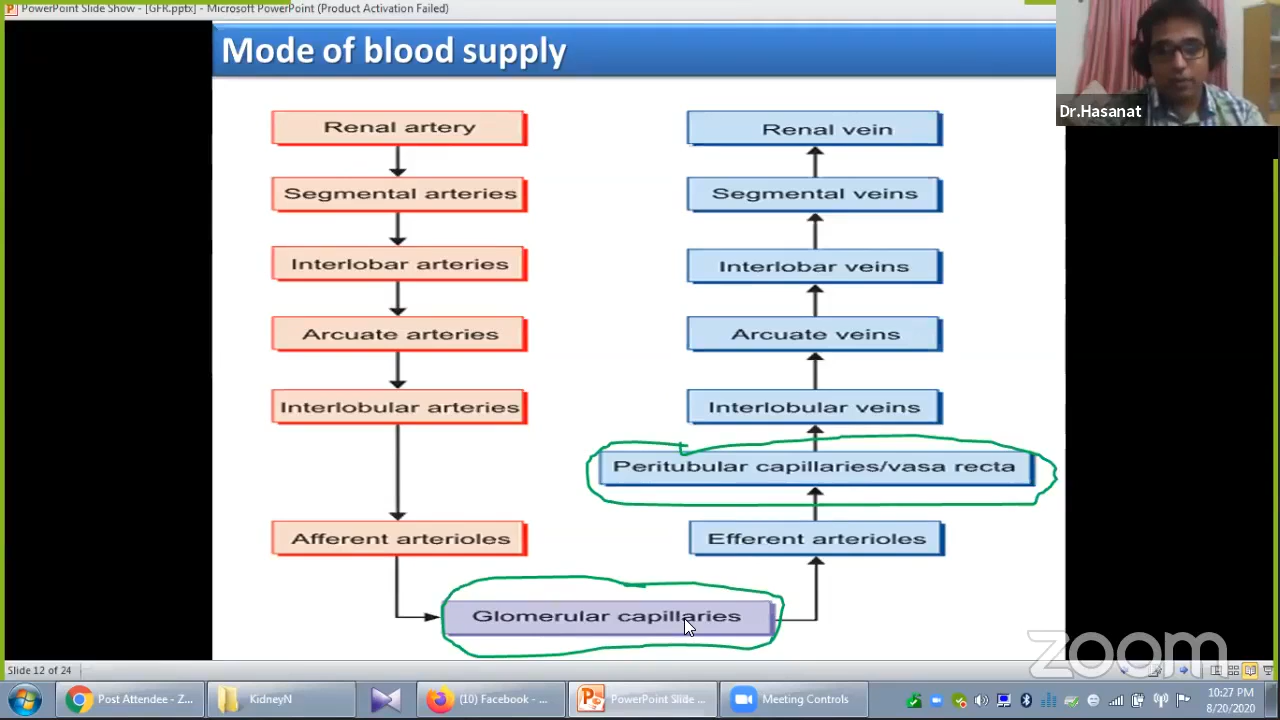 PowerPoint Slide Show - [GFR.pptx] - Microsoft PowerPoint (Product Activation Failed)
Mode of blood supply
Dr.Hasanat
Renal artery
Segmental arteries
Interlobar arteries
Arcuate arteries
Interlobular arteries
Afferent arterioles
Glomerular capillaries
Renal vein
Segmental veins
Interlobar veins
Arcuate veins
Interlobular veins
Peritubular capillaries/vasa recta
Efferent arterioles
zoom
Slide 12 of 24
Post Attendee - Z...
KidneyN
(10) Facebook - ...
PowerPoint Slide ...
Meeting Controls
10:27 PM
8/20/2020